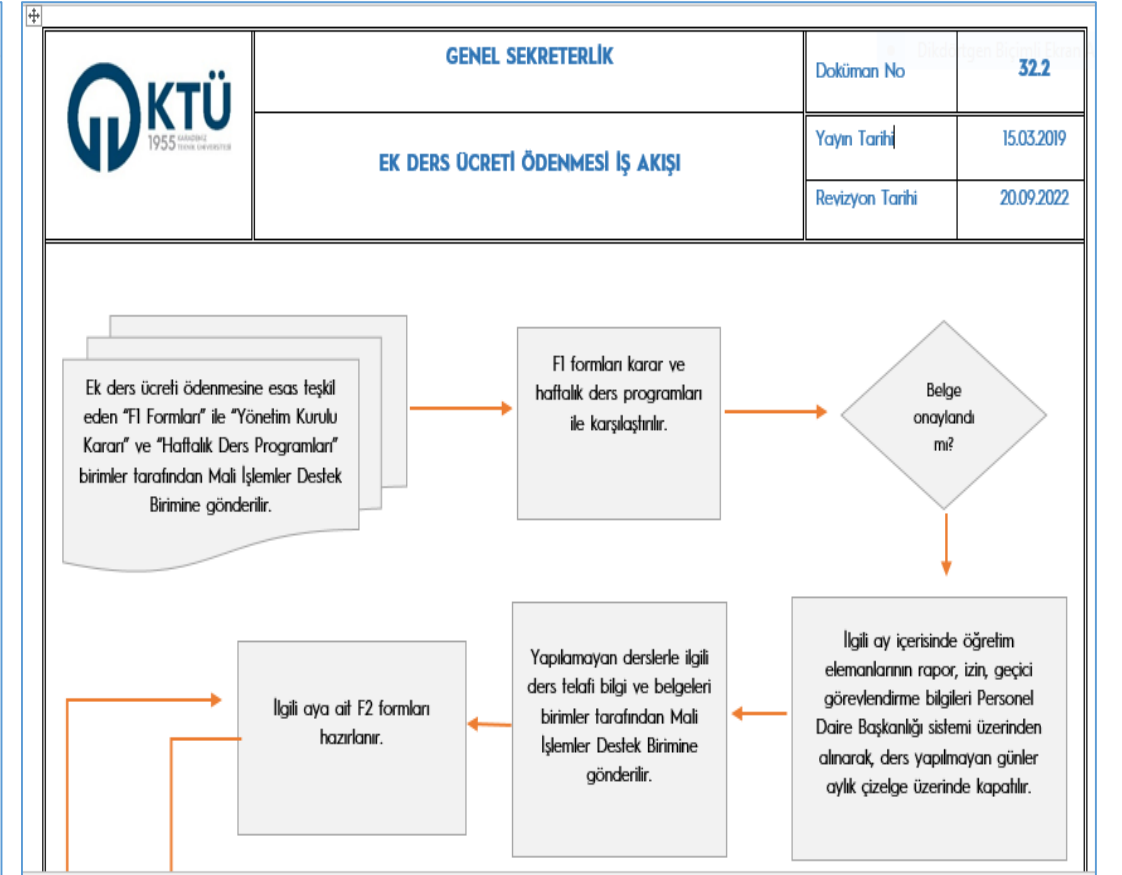 GENEL SEKRETERLİK
Doküman No
32.2
KTÜ
1955 KARADENİZ
TEKNİK ÜNİVERSİTESİ
EK DERS ÜCRETİ ÖDENMESİ İŞ AKIŞI
Yayın Tarihi
15.03.2019
Revizyon Tarihi
20.09.2022
Ek ders ücreti ödenmesine esas teşkil
eden “F1 Formları” ile “Yönetim Kurulu
Kararı” ve “Haftalık Ders Programları”
birimler tarafından Mali İşlemler Destek
Birimine gönderilir.
F1 formları karar ve
haftalık ders programları
ile karşılaştırılır.
Belge
onaylandı
mı?
İlgili ay içerisinde öğretim
elemanlarının rapor, izin, geçici
görevlendirme bilgileri Personel
Daire Başkanlığı sistemi üzerinden
alınarak, ders yapılmayan günler
aylık çizelge üzerinde kapatılır.
Yapılamayan derslerle ilgili
ders telafi bilgi ve belgeleri
birimler tarafından Mali
İşlemler Destek Birimine
gönderilir.
İlgili aya ait F2 formları
hazırlanır.